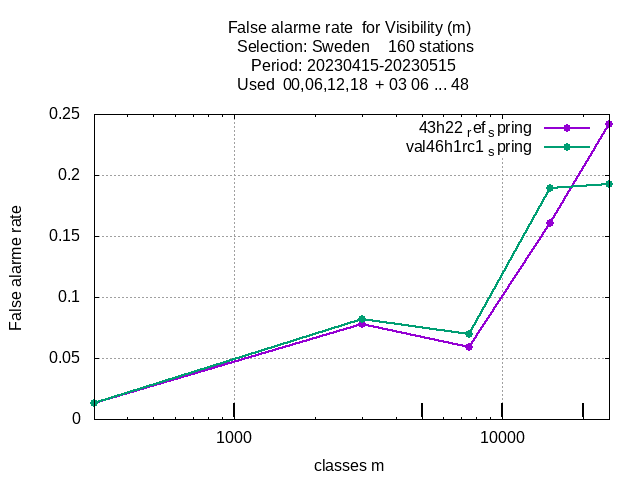 False alarme rate for Visibility (m)
Selection: Sweden 160 stations
Period: 20230415-20230515
Used 00,06,12,18 + 03 06 ... 48
0.25
0.2
0.15
0.1
0.05
0
False alarme rate
43h22 ref spring
val46h1rc1 spring
1000
10000
classes m